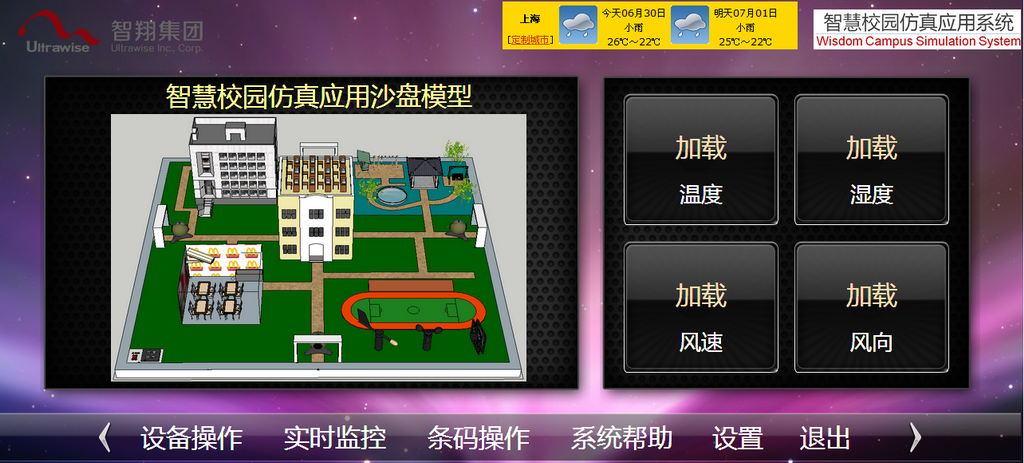 Ultrawise
智翔集团
Ultrawise Inc., Corp.
上海
[定制城市]
今天06月30日
小雨
26℃~22℃
明天07月01日
小雨
25℃~22℃
智慧校园仿真应用系统
Wisdom Campus Simulation System
智慧校园仿真应用沙盘模型
加载
温度
加载
湿度
加载
风速
加载
风向
设备操作 实时监控 条码操作 系统帮助 设置 退出